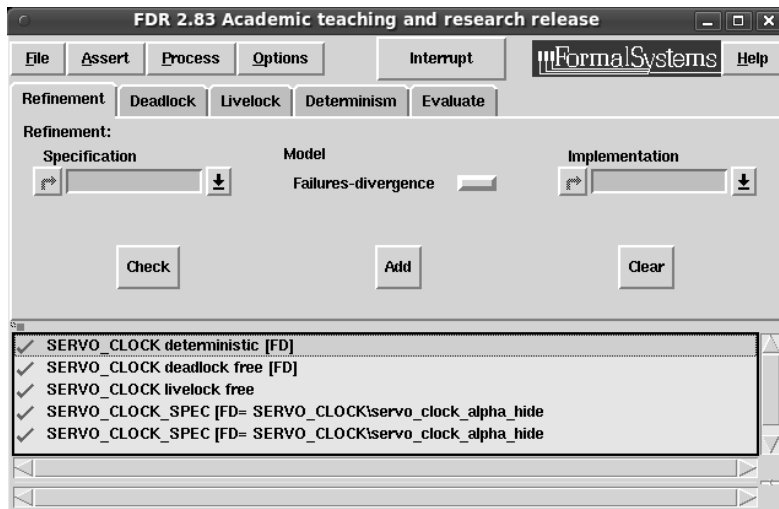 FDR 2.83 Academic teaching and research release
File Assert Process Options Interrupt FormalSystems Help
Refinement Deadlock Livelock Determinism Evaluate
Refinement:
Specification Model Implementation
Failures-divergence
Check Add Clear
SERVO_CLOCK deterministic [FD]
SERVO_CLOCK deadlock free [FD]
SERVO_CLOCK livelock free
SERVO_CLOCK_SPEC [FD= SERVO_CLOCK\servo_clock_alpha_hide
SERVO_CLOCK_SPEC [FD= SERVO_CLOCK\servo_clock_alpha_hide